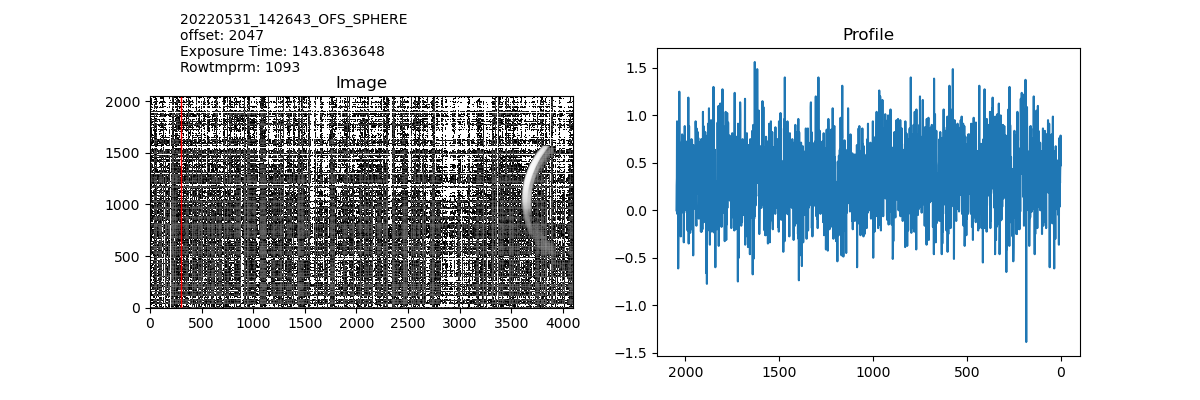 20220531_142643_OFS_SPHERE
offset: 2047
Exposure Time: 143.8363648
Rowtmprm: 1093
Image
2000
1500
1000
500
0
0 500 1000 1500 2000 2500 3000 3500 4000
Profile
1.5
1.0
0.5
0.0
−0.5
−1.0
−1.5
2000 1500 1000 500 0